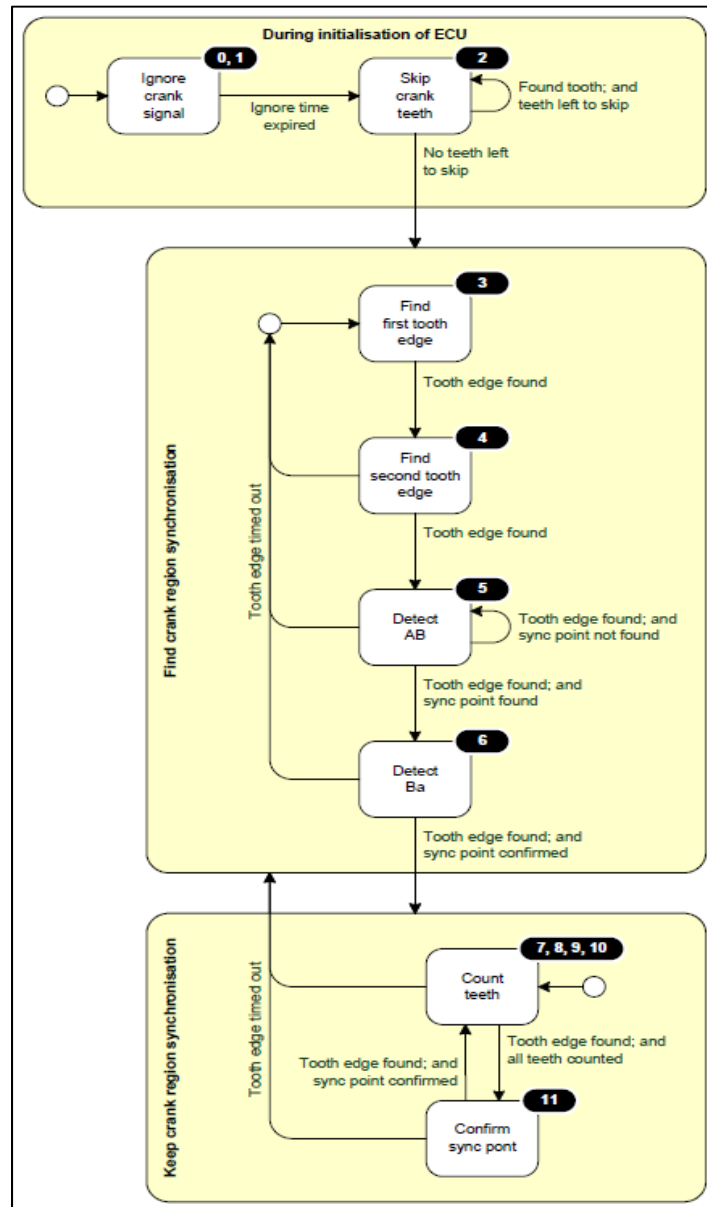 During initialisation of ECU
0, 1
Ignore
crank
signal
Ignore time
expired
2
Skip
crank
teeth
Found tooth; and
teeth left to skip
No teeth left
to skip
Find crank region synchronisation
3
Find
first tooth
edge
Tooth edge found
4
Find
second tooth
edge
Tooth edge found
Tooth edge timed out
5
Detect
AB
Tooth edge found; and
sync point not found
Tooth edge found; and
sync point found
6
Detect
Ba
Tooth edge found; and
sync point confirmed
Keep crank region synchronisation
Tooth edge timed out
7, 8, 9, 10
Count
teeth
Tooth edge found; and
all teeth counted
Tooth edge found; and
sync point confirmed
11
Confirm
sync pont